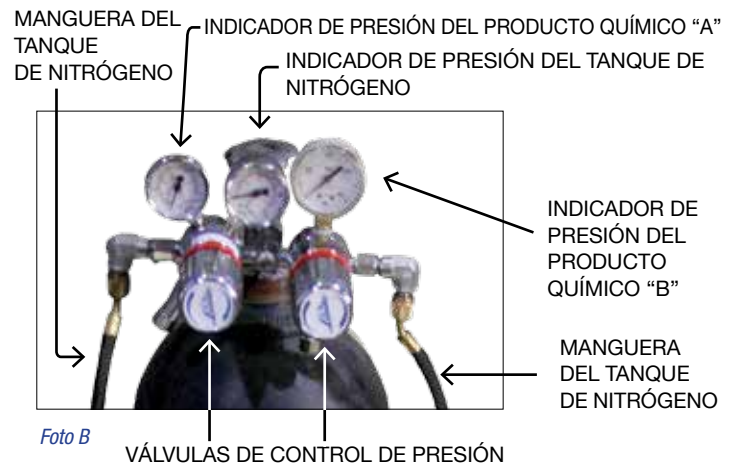 MANGUERA DEL
TANQUE
DE NITRÓGENO
INDICADOR DE PRESIÓN DEL PRODUCTO QUÍMICO “A”
INDICADOR DE PRESIÓN DEL TANQUE DE
NITRÓGENO
INDICADOR DE
PRESIÓN DEL
PRODUCTO
QUÍMICO “B”
MANGUERA
DEL TANQUE
DE NITRÓGENO
Foto B
VÁLVULAS DE CONTROL DE PRESIÓN